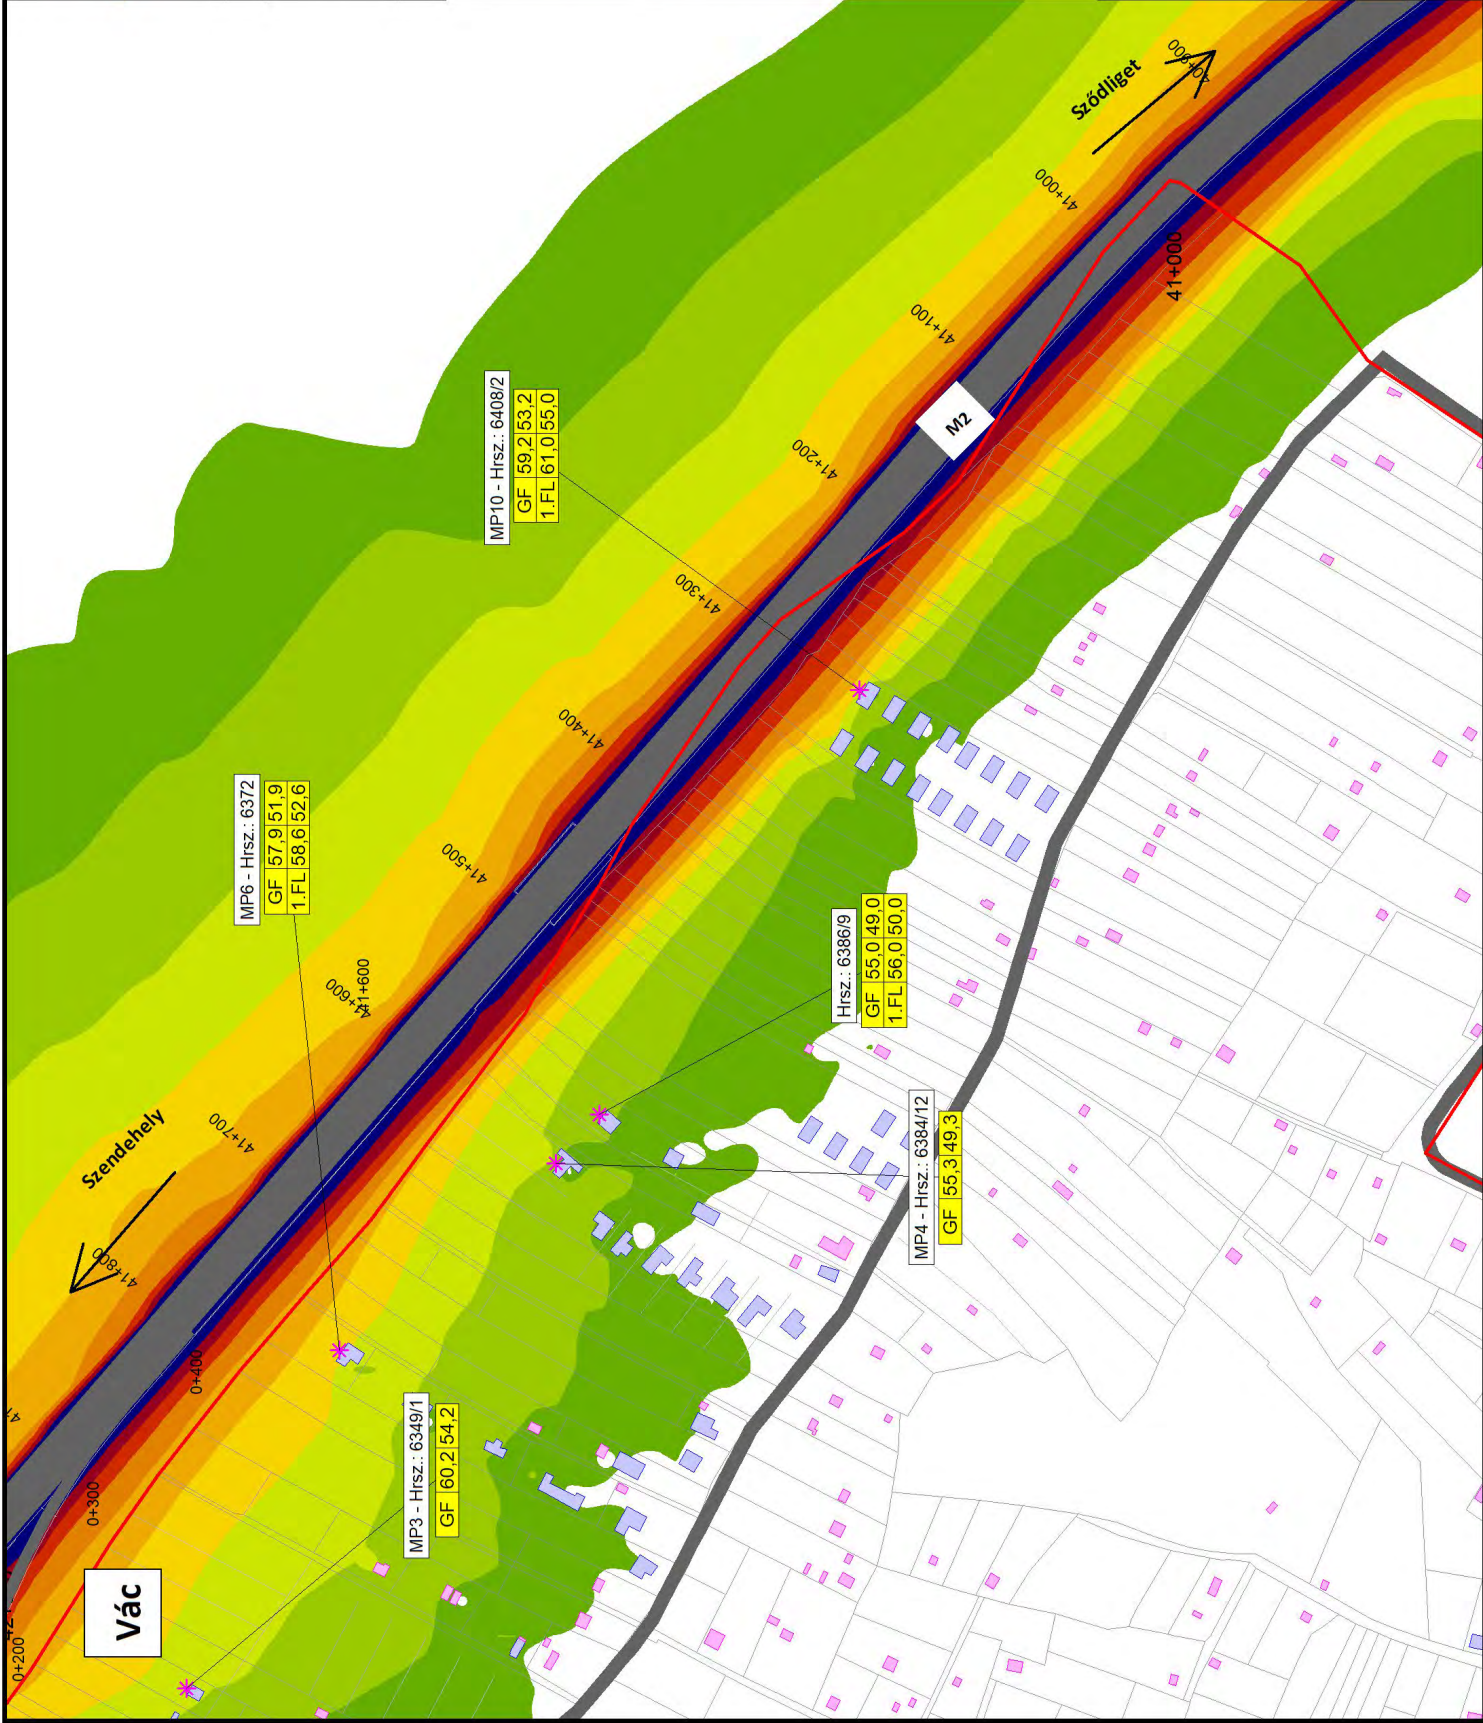 Sződliget
40+900
41+000
41+000
41+100
M2
41+200
MP10 - Hrsz.: 6408/2
GF 59,2 53,2
1.FL 61,0 55,0
41+300
41+400
41+500
MP6 - Hrsz.: 6372
GF 57,9 51,9
1.FL 58,6 52,6
41+600
41+600
Hrsz.: 6386/9
GF 55,0 49,0
1.FL 56,0 50,0
41+700
Szendehely
41+800
MP4 - Hrsz.: 6384/12
GF 55,3 49,3
0+400
MP3 - Hrsz.: 6349/1
GF 60,2 54,2
0+300
Vác
0+200